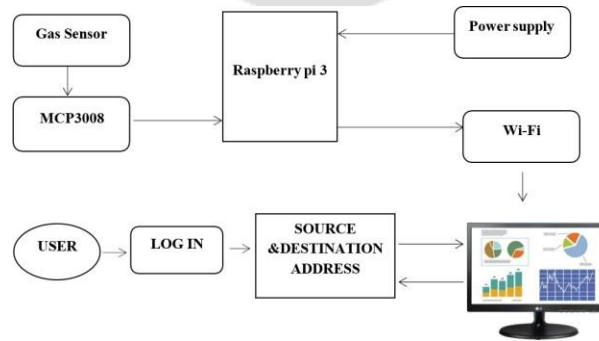 Gas Sensor
Power supply
Raspberry pi 3
MCP3008
Wi-Fi
USER
LOG IN
SOURCE
&DESTINATION
ADDRESS